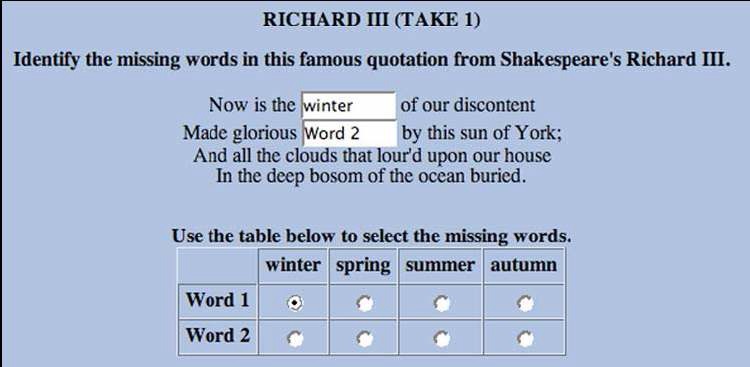 RICHARD III (TAKE 1)
Identify the missing words in this famous quotation from Shakespeare's Richard III.
Now is the winter of our discontent
Made glorious Word 2 by this sun of York;
And all the clouds that lour'd upon our house
In the deep bosom of the ocean buried.
Use the table below to select the missing words.
winter spring summer autumn
Word 1
Word 2